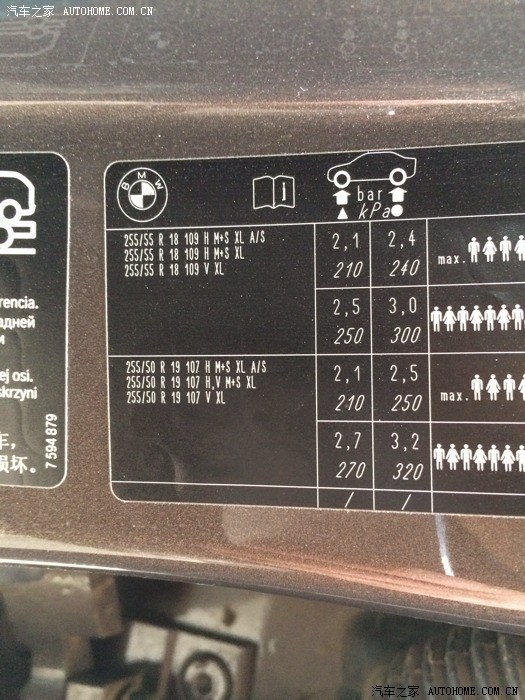 汽车之家 AUTOHOME.COM.CN
BMW
i
bar
kPa
255/55 R 18 109 H M+S XL A/S
255/55 R 18 109 H M+S XL
255/55 R 18 109 V XL
2,1 2,4
210 240
max.
2,5 3,0
250 300
255/50 R 19 107 H M+S XL A/S
255/50 R 19 107 H,V M+S XL
255/50 R 19 107 V XL
2,1 2,5
210 250
max.
2,7 3,2
270 320
/ /
rencia.
адней
и
ej osi.
skrzyni
车,
损坏。
7 594 879
汽车之家 AUTOHOME.COM.CN